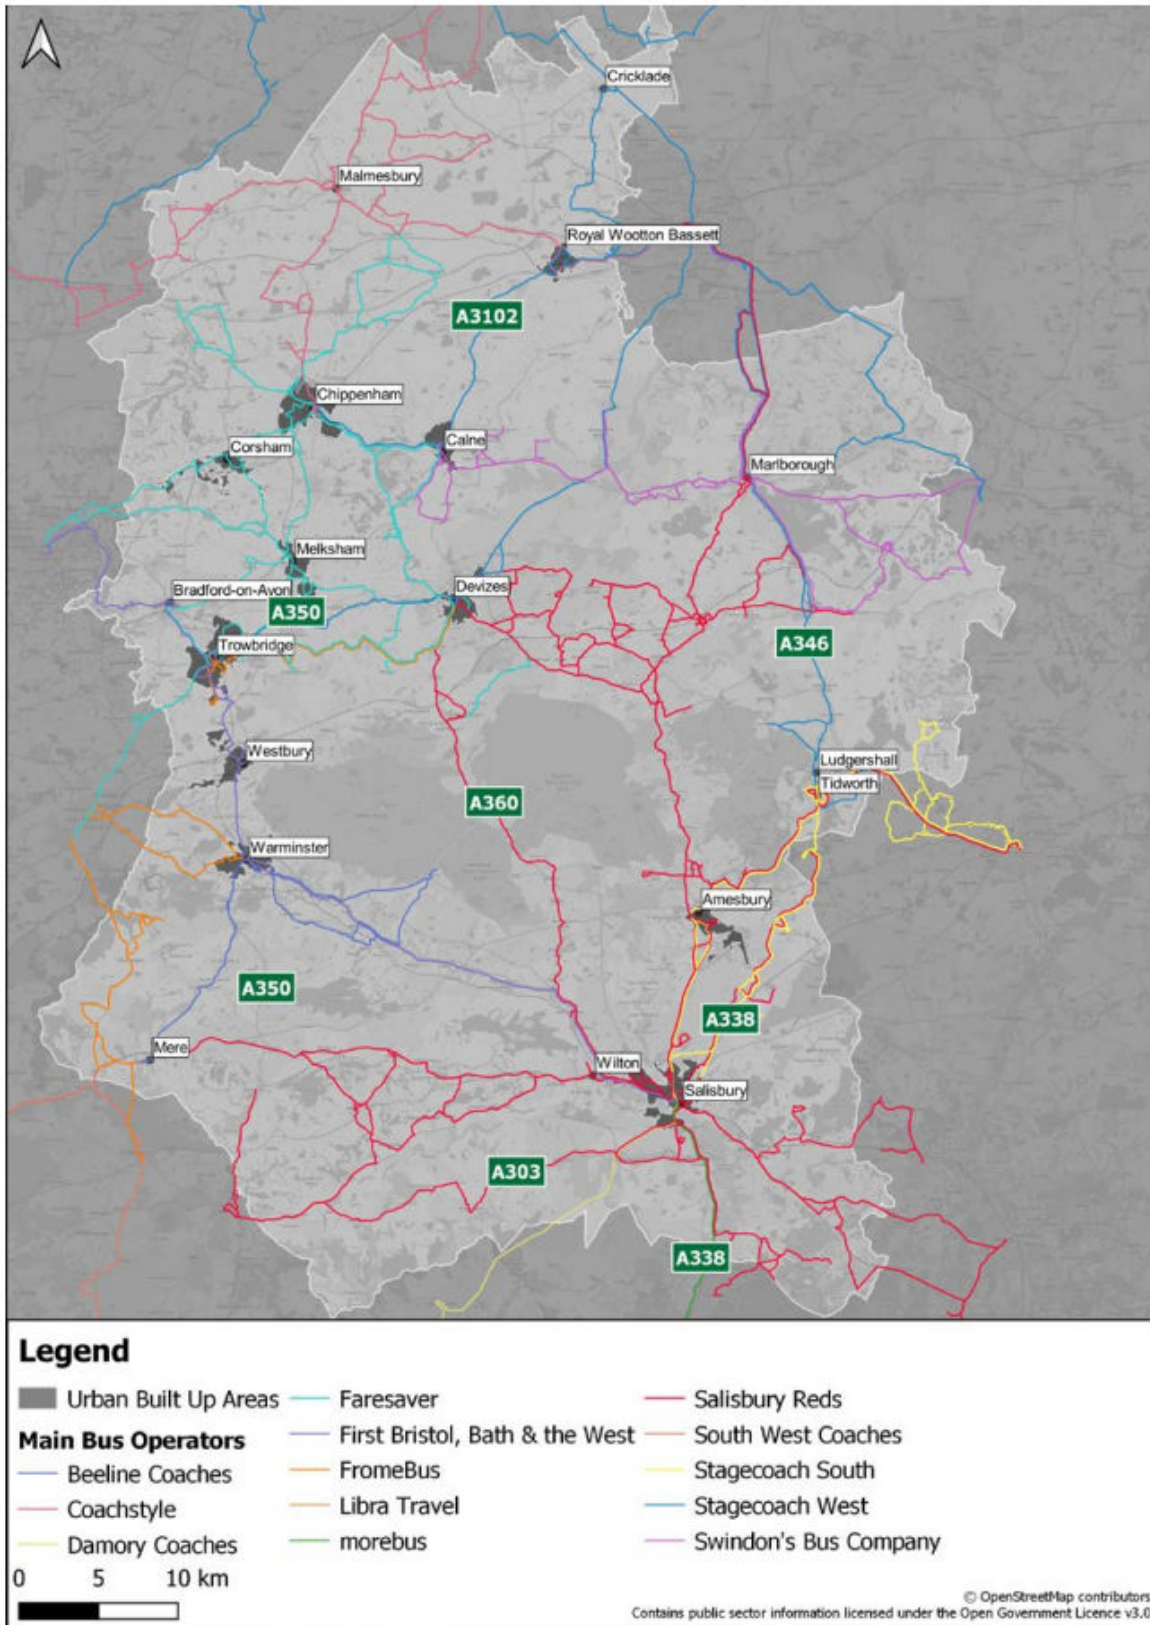 Cricklade
Malmesbury
Royal Wootton Bassett
A3102
Chippenham
Calne
Corsham
Marlborough
Melksham
Devizes
Bradford-on-Avon
A350
Trowbridge
A346
Westbury
Ludgershall
Tidworth
A360
Warminster
Amesbury
A350
A338
Mere
Wilton
Salisbury
A303
A338
Legend
Urban Built Up Areas
Main Bus Operators
Beeline Coaches
Coachstyle
Damory Coaches
Faresaver
First Bristol, Bath & the West
FromeBus
Libra Travel
morebus
Salisbury Reds
South West Coaches
Stagecoach South
Stagecoach West
Swindon's Bus Company
0 5 10 km
© OpenStreetMap contributors
Contains public sector information licensed under the Open Government Licence v3.0